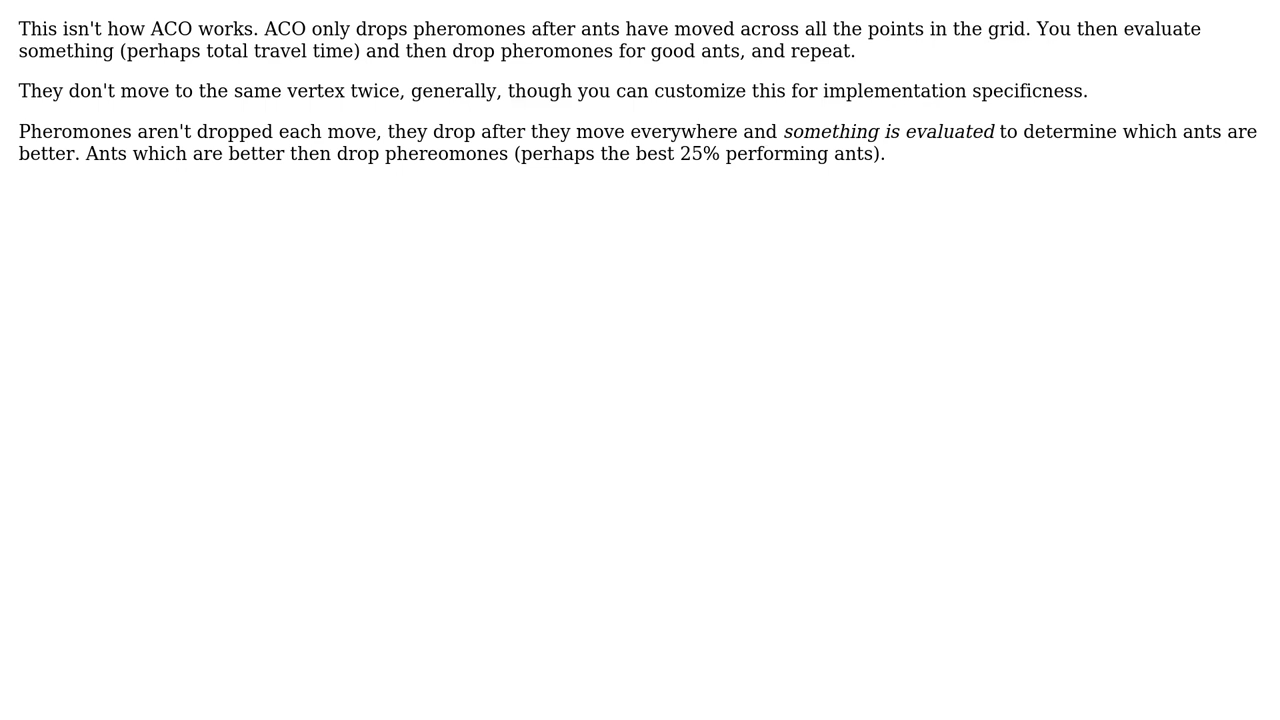 This isn't how ACO works. ACO only drops pheromones after ants have moved across all the points in the grid. You then evaluate
something (perhaps total travel time) and then drop pheromones for good ants, and repeat.
They don't move to the same vertex twice, generally, though you can customize this for implementation specificness.
Pheromones aren't dropped each move, they drop after they move everywhere and something is evaluated to determine which ants are
better. Ants which are better then drop phereomones (perhaps the best 25% performing ants).